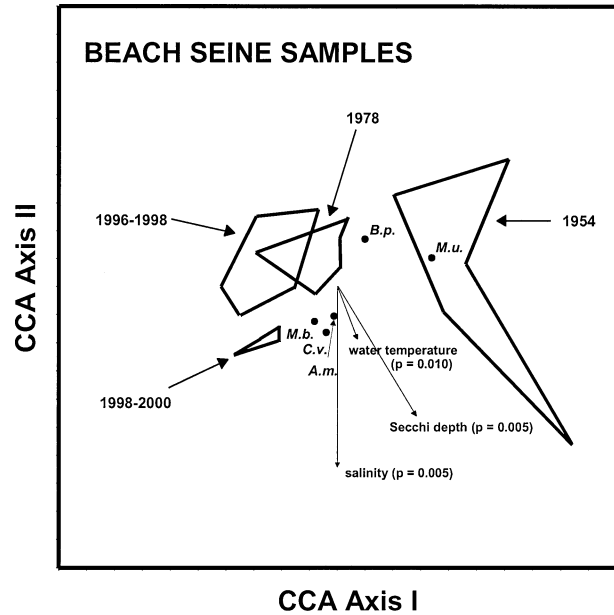 BEACH SEINE SAMPLES
1978
1996-1998
1954
B.p.
M.u.
M.b.
C.v.
A.m.
water temperature
(p = 0.010)
1998-2000
Secchi depth (p = 0.005)
salinity (p = 0.005)
CCA Axis II
CCA Axis I